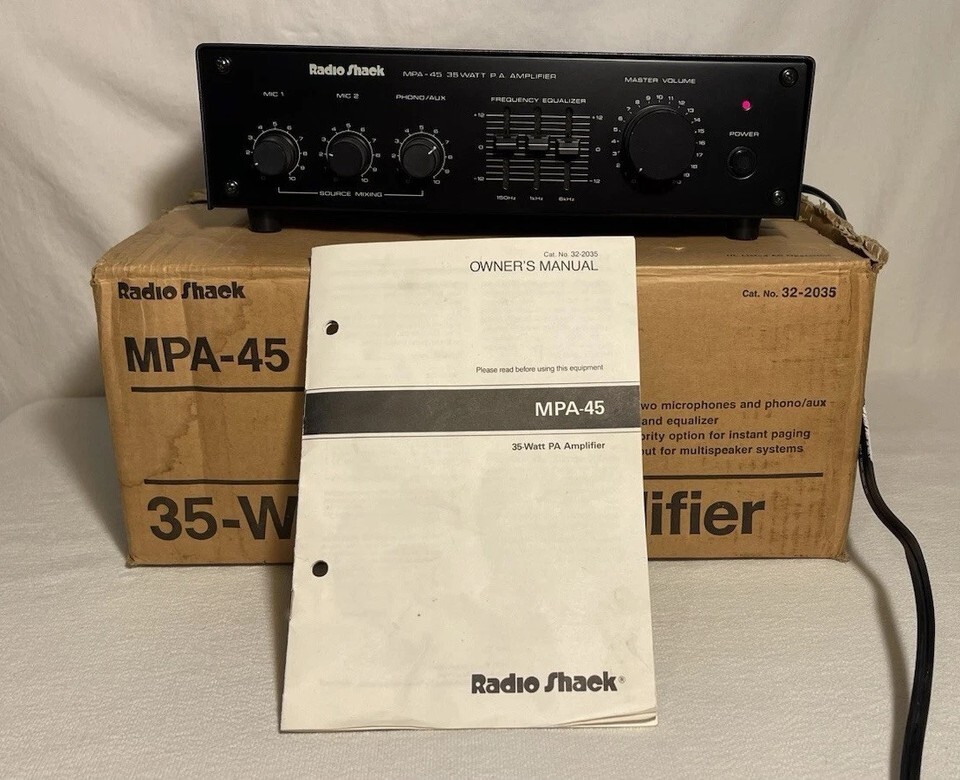 Radio Shack MPA-45 35 WATT P.A. AMPLIFIER
MASTER VOLUME
MIC 1 MIC 2 PHONO/AUX
FREQUENCY EQUALIZER
POWER
+12 +12
0 0
-12 -12
150Hz 1kHz 6kHz
SOURCE MIXING
Radio Shack
Cat. No. 32-2035
MPA-45
wo microphones and phono/aux
and equalizer
ority option for instant paging
ut for multispeaker systems
35-W
ifier
Cat. No. 32-2035
OWNER'S MANUAL
Please read before using this equipment
MPA-45
35-Watt PA Amplifier
Radio Shack®